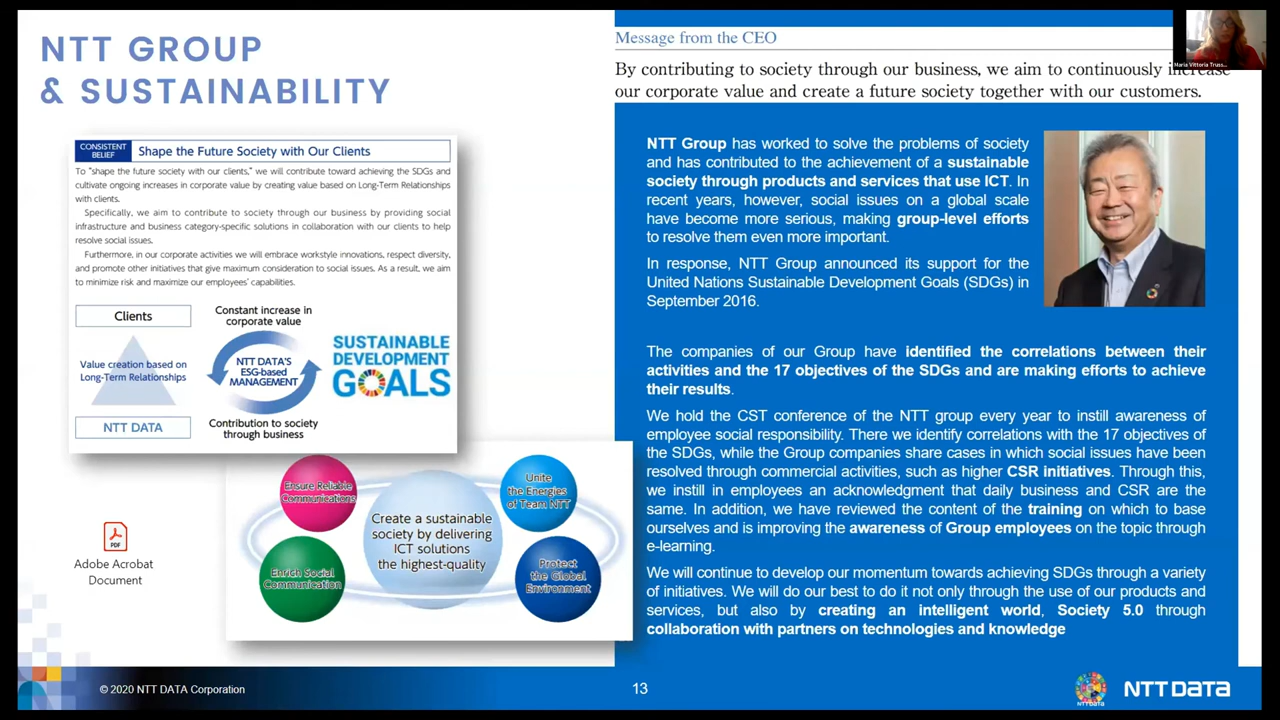 NTT GROUP
& SUSTAINABILITY
CONSISTENT
BELIEF
Shape the Future Society with Our Clients
To "shape the future society with our clients," we will contribute toward achieving the SDGs and
cultivate ongoing increases in corporate value by creating value based on Long-Term Relationships
with clients.
Specifically, we aim to contribute to society through our business by providing social
infrastructure and business category-specific solutions in collaboration with our clients to help
resolve social issues.
Furthermore, in our corporate activities we will embrace workstyle innovations, respect diversity,
and promote other initiatives that give maximum consideration to social issues. As a result, we aim
to minimize risk and maximize our employees' capabilities.
Clients
Value creation based on
Long-Term Relationships
NTT DATA
Constant increase in
corporate value
NTT DATA'S
ESG-based
MANAGEMENT
Contribution to society
through business
SUSTAINABLE
DEVELOPMENT
GOALS
Ensure Reliable
Communications
Unite
the Energies
of Team NTT
Create a sustainable
society by delivering
ICT solutions
the highest-quality
Enrich Social
Communication
Protect
the Global
Environment
PDF
Adobe Acrobat
Document
Message from the CEO
By contributing to society through our business, we aim to continuously increase
our corporate value and create a future society together with our customers.
Maria Vittoria Truss...
NTT Group has worked to solve the problems of society
and has contributed to the achievement of a sustainable
society through products and services that use ICT. In
recent years, however, social issues on a global scale
have become more serious, making group-level efforts
to resolve them even more important.
In response, NTT Group announced its support for the
United Nations Sustainable Development Goals (SDGs) in
September 2016.
The companies of our Group have identified the correlations between their
activities and the 17 objectives of the SDGs and are making efforts to achieve
their results.
We hold the CST conference of the NTT group every year to instill awareness of
employee social responsibility. There we identify correlations with the 17 objectives of
the SDGs, while the Group companies share cases in which social issues have been
resolved through commercial activities, such as higher CSR initiatives. Through this,
we instill in employees an acknowledgment that daily business and CSR are the
same. In addition, we have reviewed the content of the training on which to base
ourselves and is improving the awareness of Group employees on the topic through
e-learning.
We will continue to develop our momentum towards achieving SDGs through a variety
of initiatives. We will do our best to do it not only through the use of our products and
services, but also by creating an intelligent world, Society 5.0 through
collaboration with partners on technologies and knowledge
© 2020 NTT DATA Corporation
13
NTT DATA
NTT DATA